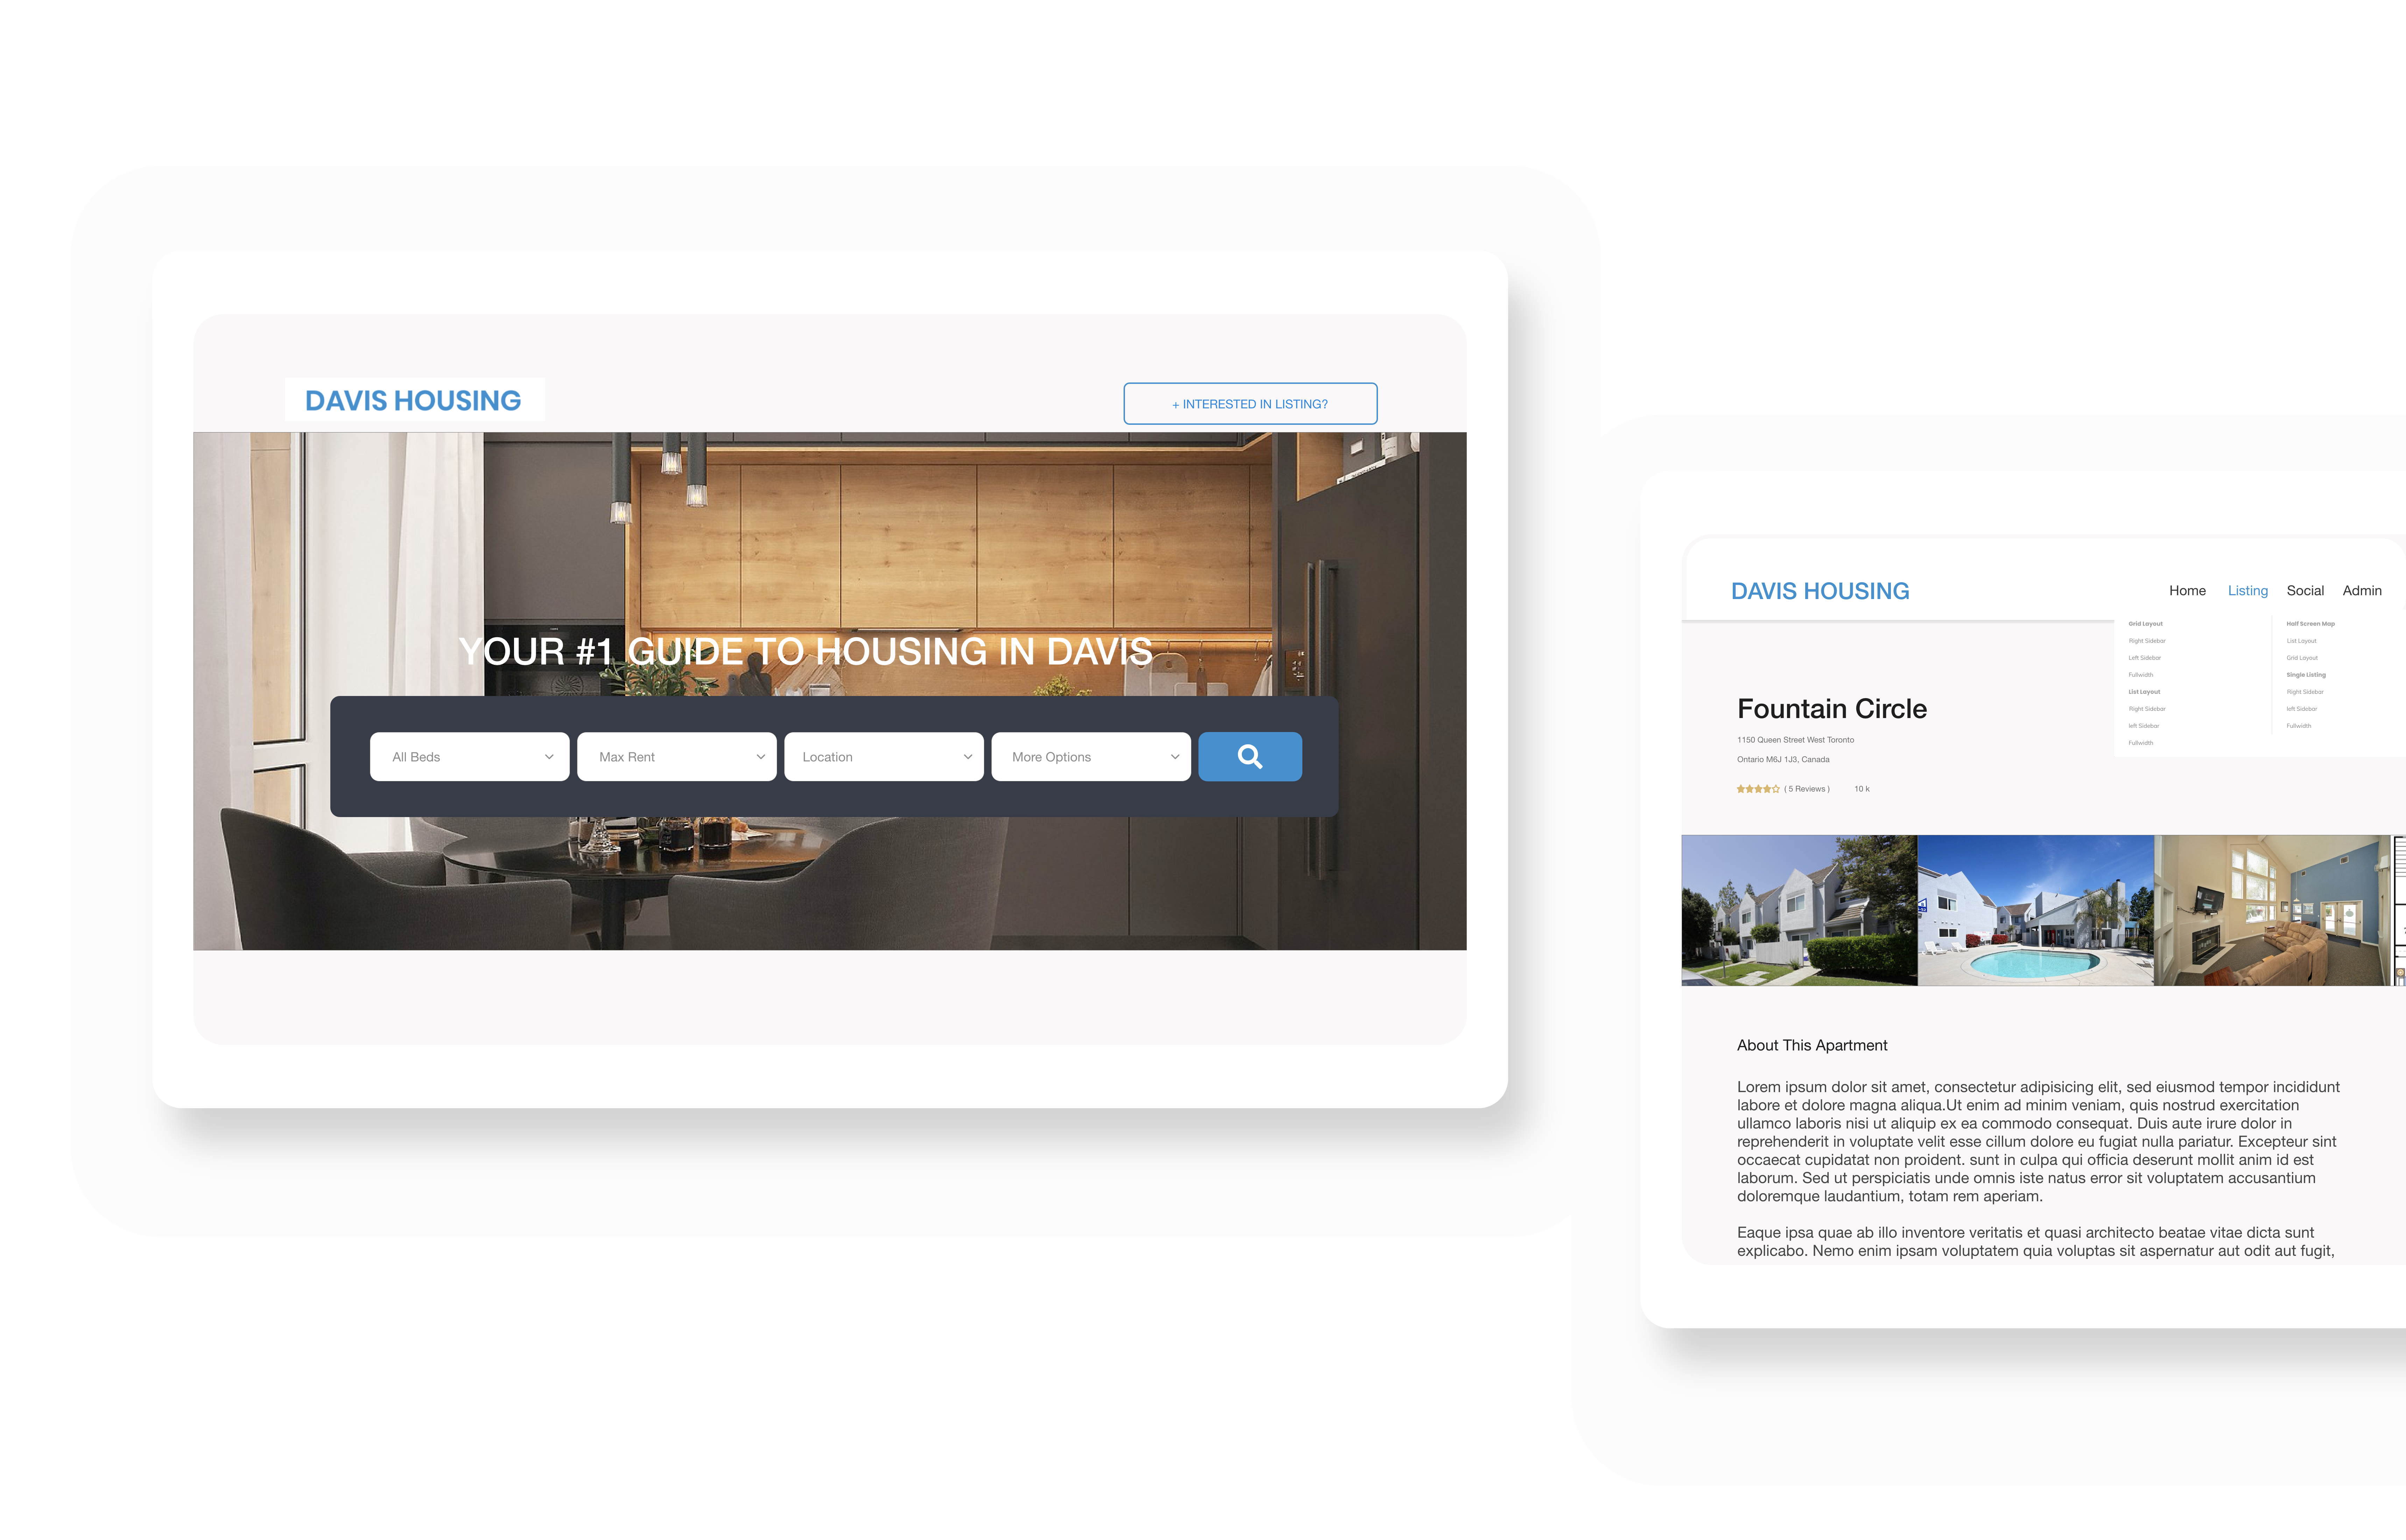 DAVIS HOUSING
+ INTERESTED IN LISTING?
YOUR #1 GUIDE TO HOUSING IN DAVIS
All Beds
Max Rent
Location
More Options
DAVIS HOUSING
Home
Listing
Social
Admin
Grid Layout
Right Sidebar
Left Sidebar
Fullwidth
List Layout
Right Sidebar
left Sidebar
Fullwidth
Half Screen Map
List Layout
Grid Layout
Single Listing
Right Sidebar
left Sidebar
Fullwidth
Fountain Circle
1150 Queen Street West Toronto
Ontario M6J 1J3, Canada
( 5 Reviews )
10 k
About This Apartment
Lorem ipsum dolor sit amet, consectetur adipisicing elit, sed eiusmod tempor incididunt
labore et dolore magna aliqua.Ut enim ad minim veniam, quis nostrud exercitation
ullamco laboris nisi ut aliquip ex ea commodo consequat. Duis aute irure dolor in
reprehenderit in voluptate velit esse cillum dolore eu fugiat nulla pariatur. Excepteur sint
occaecat cupidatat non proident. sunt in culpa qui officia deserunt mollit anim id est
laborum. Sed ut perspiciatis unde omnis iste natus error sit voluptatem accusantium
doloremque laudantium, totam rem aperiam.
Eaque ipsa quae ab illo inventore veritatis et quasi architecto beatae vitae dicta sunt
explicabo. Nemo enim ipsam voluptatem quia voluptas sit aspernatur aut odit aut fugit,